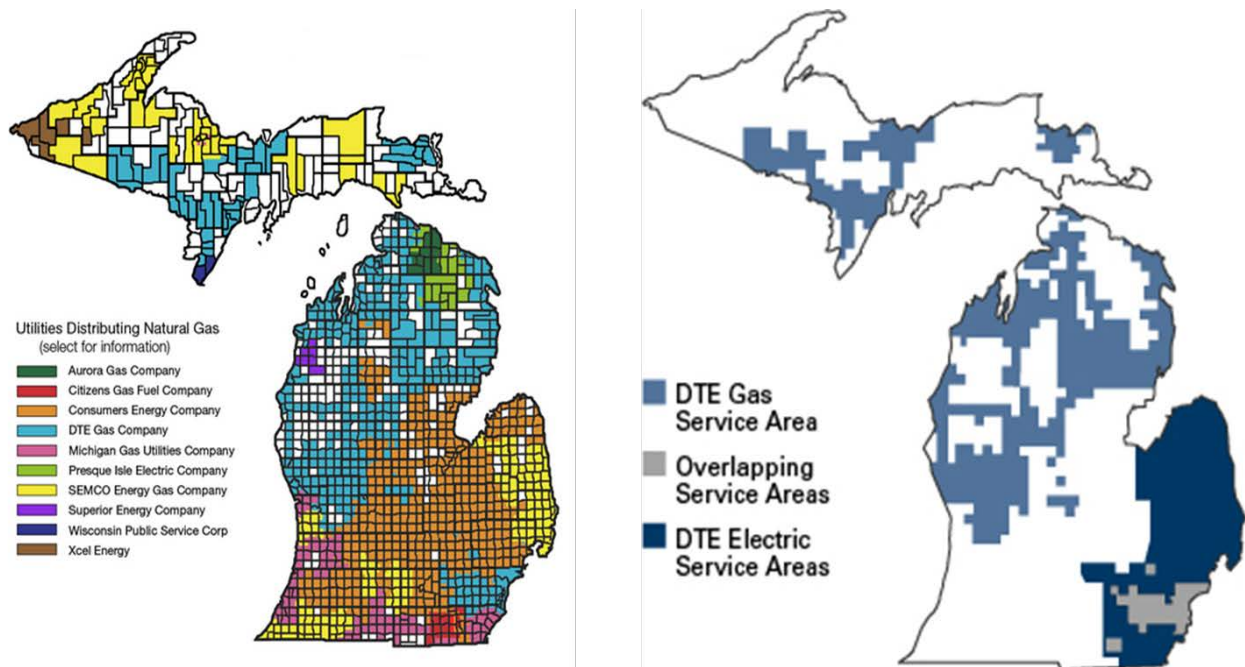 Utilities Distributing Natural Gas
(select for information)
Aurora Gas Company
Citizens Gas Fuel Company
Consumers Energy Company
DTE Gas Company
Michigan Gas Utilities Company
Presque Isle Electric Company
SEMCO Energy Gas Company
Superior Energy Company
Wisconsin Public Service Corp
Xcel Energy
DTE Gas
Service Area
Overlapping
Service Areas
DTE Electric
Service Areas